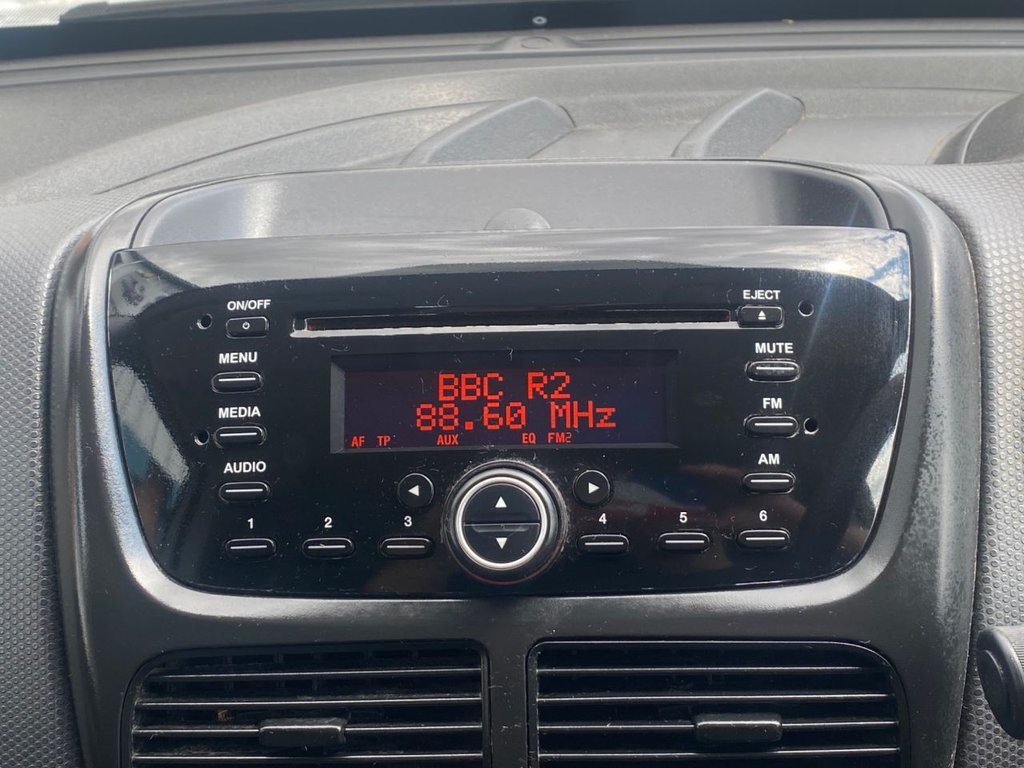 ON/OFF
EJECT
MENU
MUTE
BBC R2
88.60 MHz
MEDIA
FM
AF TP AUX EQ FM2
AUDIO
AM
1 2 3 4 5 6